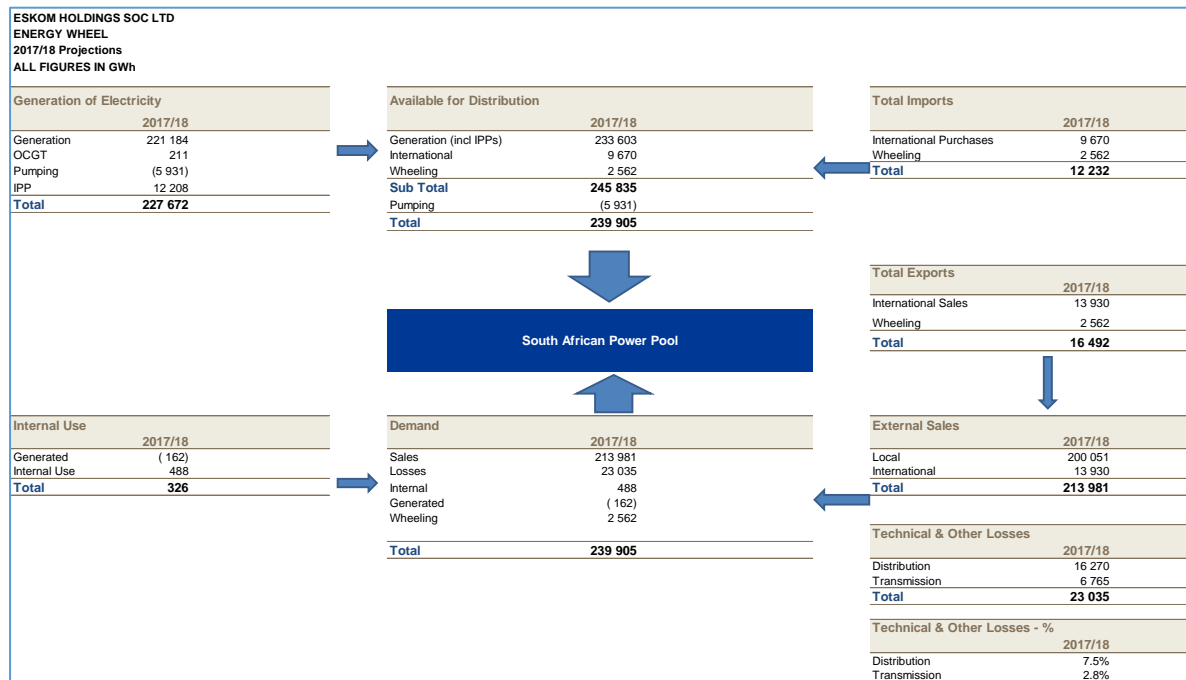 ESKOM HOLDINGS SOC LTD
ENERGY WHEEL
2017/18 Projections
ALL FIGURES IN GWh
Generation of Electricity
2017/18
Generation 221 184
OCGT 211
Pumping (5 931)
IPP 12 208
Total 227 672
Available for Distribution
2017/18
Generation (incl IPPs) 233 603
International 9 670
Wheeling 2 562
Sub Total 245 835
Pumping (5 931)
Total 239 905
Total Imports
2017/18
International Purchases 9 670
Wheeling 2 562
Total 12 232
Total Exports
2017/18
International Sales 13 930
Wheeling 2 562
Total 16 492
South African Power Pool
Internal Use
2017/18
Generated ( 162)
Internal Use 488
Total 326
Demand
2017/18
Sales 213 981
Losses 23 035
Internal 488
Generated ( 162)
Wheeling 2 562
Total 239 905
External Sales
2017/18
Local 200 051
International 13 930
Total 213 981
Technical & Other Losses
2017/18
Distribution 16 270
Transmission 6 765
Total 23 035
Technical & Other Losses - %
2017/18
Distribution 7.5%
Transmission 2.8%